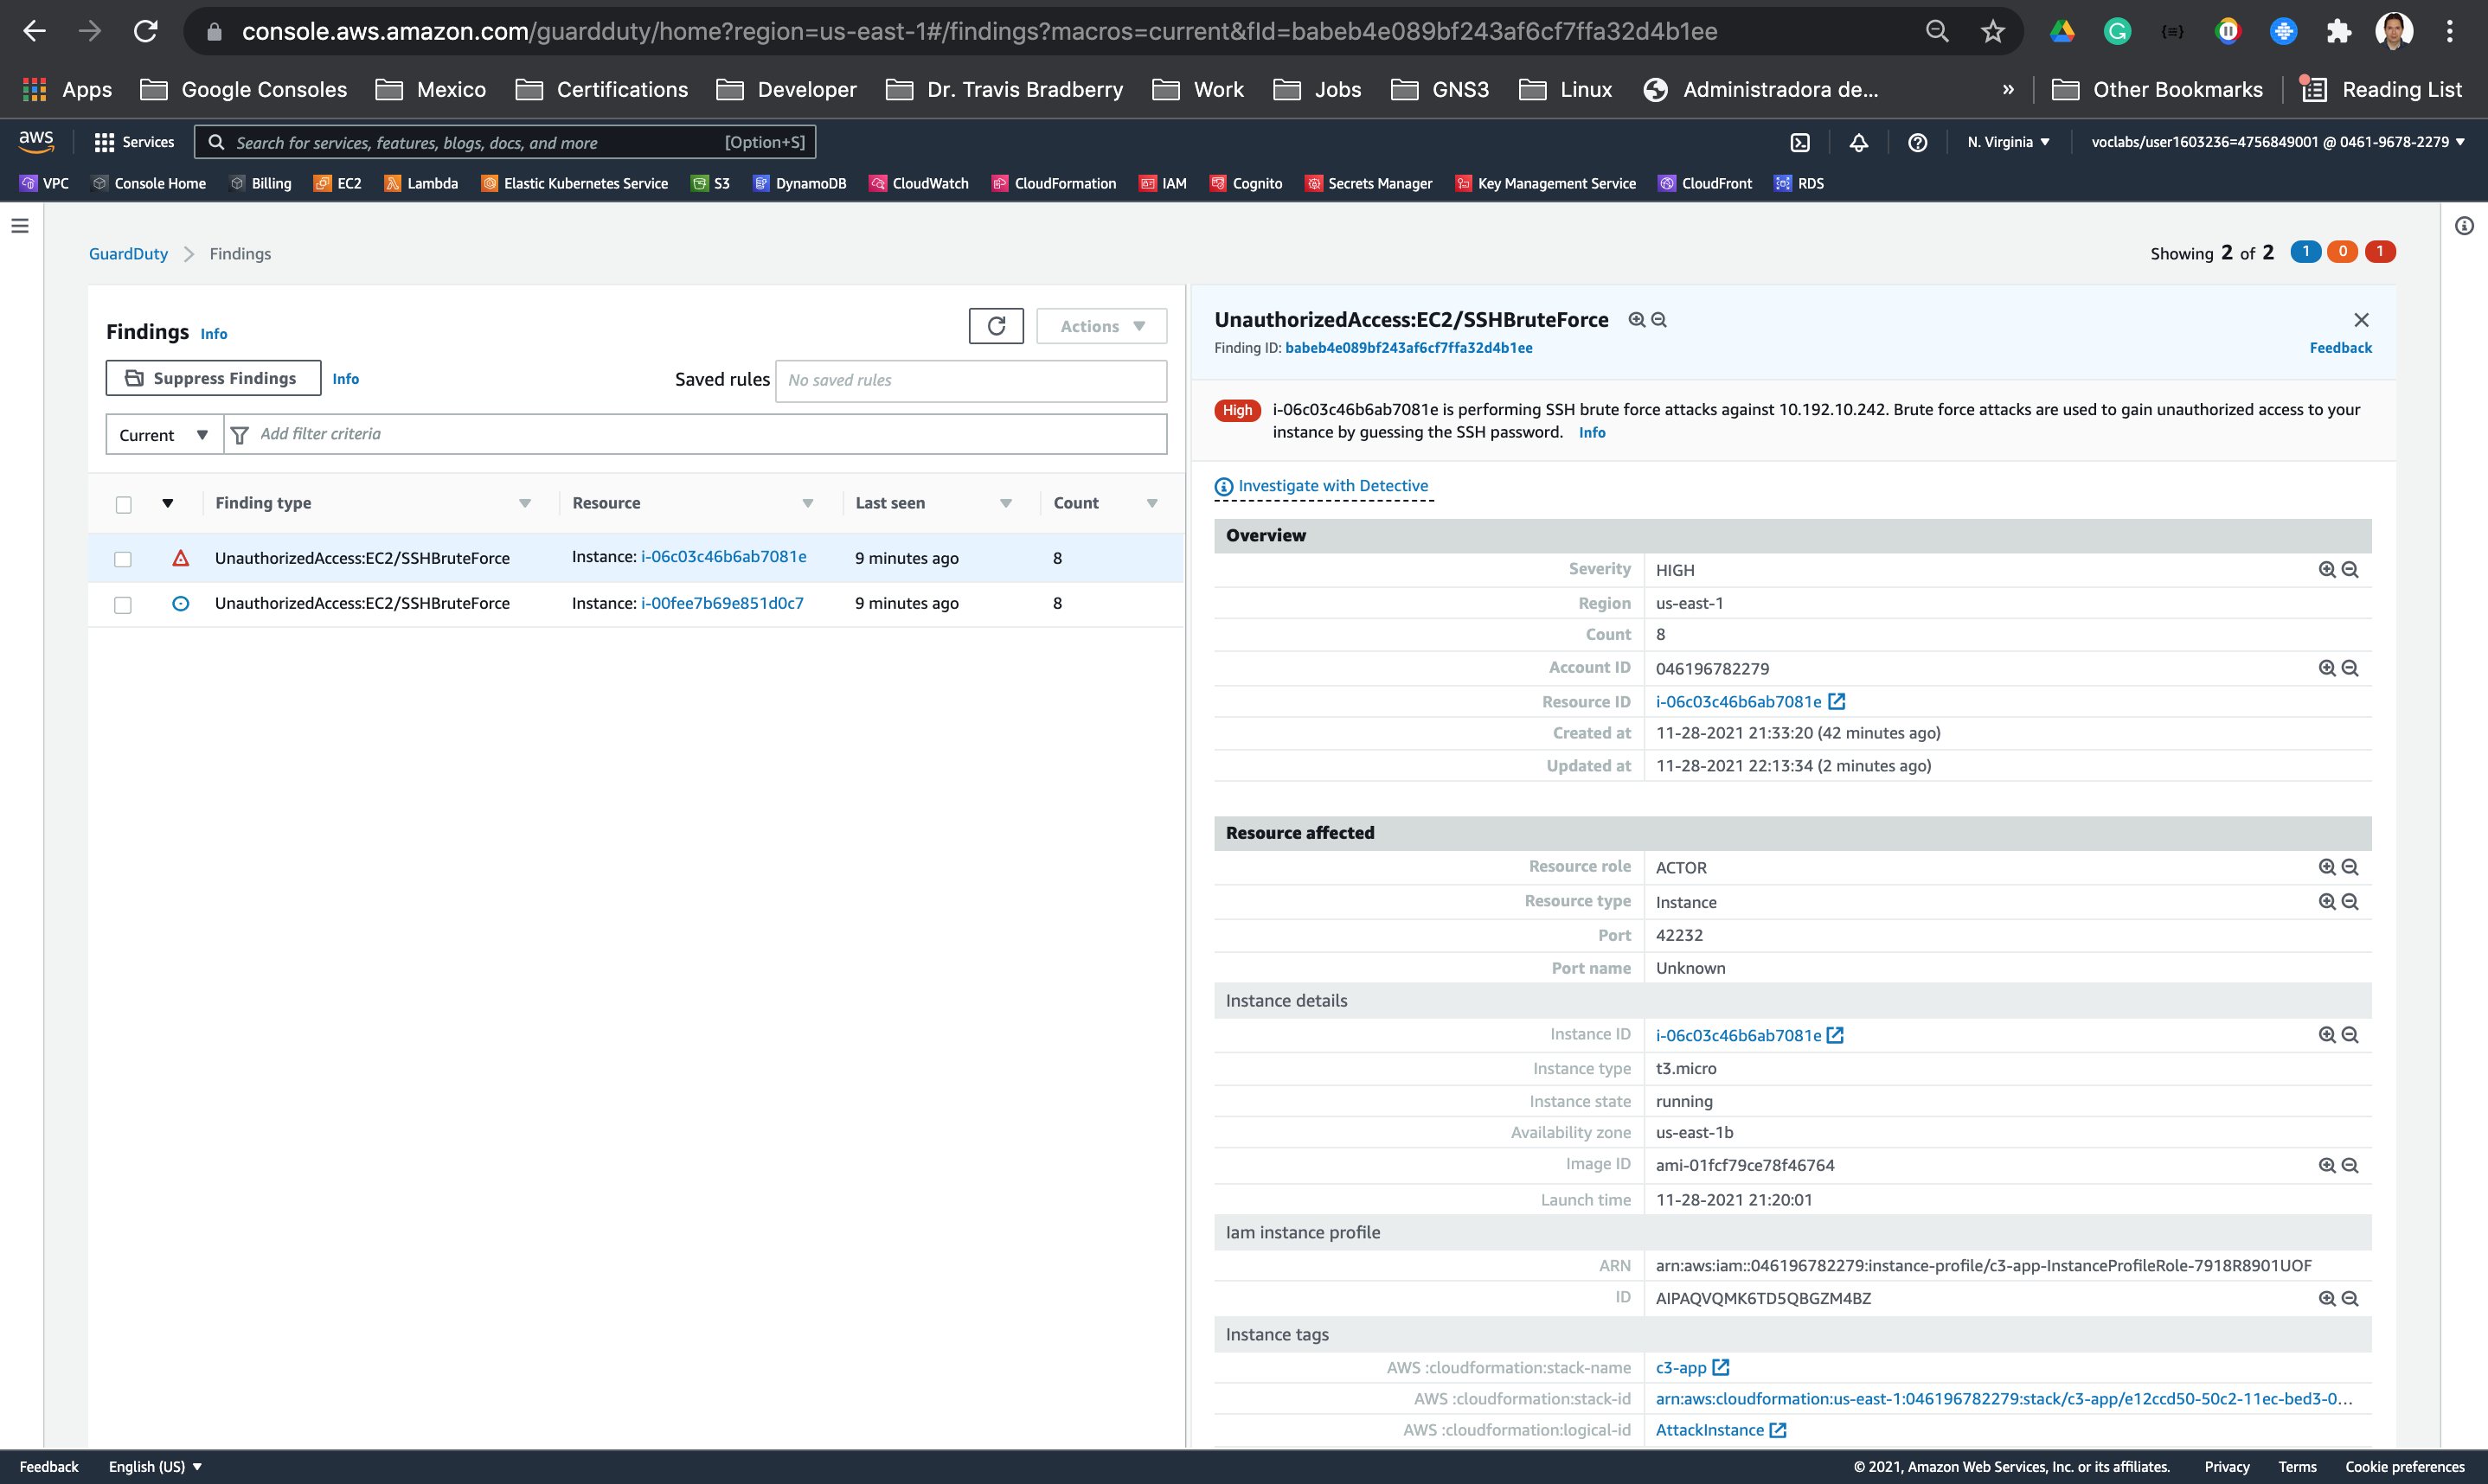 console.aws.amazon.com/guardduty/home?region=us-east-1#/findings?macros=current&fId=babeb4e089bf243af6cf7ffa32d4b1ee
Apps Google Consoles Mexico Certifications Developer Dr. Travis Bradberry Work Jobs GNS3 Linux Administradora de... » Other Bookmarks Reading List
aws Services Search for services, features, blogs, docs, and more [Option+S] N. Virginia ▼ voclabs/user1603236=4756849001 @ 0461-9678-2279 ▼
VPC Console Home Billing EC2 Lambda Elastic Kubernetes Service S3 DynamoDB CloudWatch CloudFormation IAM Cognito Secrets Manager Key Management Service CloudFront RDS
GuardDuty > Findings
Showing 2 of 2 1 0 1
Findings Info
Actions ▼
Suppress Findings Info
Saved rules No saved rules
Current ▼ Add filter criteria
Finding type Resource Last seen Count
UnauthorizedAccess:EC2/SSHBruteForce Instance: i-06c03c46b6ab7081e 9 minutes ago 8
UnauthorizedAccess:EC2/SSHBruteForce Instance: i-00fee7b69e851d0c7 9 minutes ago 8
UnauthorizedAccess:EC2/SSHBruteForce
Finding ID: babeb4e089bf243af6cf7ffa32d4b1ee
Feedback
High i-06c03c46b6ab7081e is performing SSH brute force attacks against 10.192.10.242. Brute force attacks are used to gain unauthorized access to your
instance by guessing the SSH password. Info
Investigate with Detective
Overview
Severity HIGH
Region us-east-1
Count 8
Account ID 046196782279
Resource ID i-06c03c46b6ab7081e
Created at 11-28-2021 21:33:20 (42 minutes ago)
Updated at 11-28-2021 22:13:34 (2 minutes ago)
Resource affected
Resource role ACTOR
Resource type Instance
Port 42232
Port name Unknown
Instance details
Instance ID i-06c03c46b6ab7081e
Instance type t3.micro
Instance state running
Availability zone us-east-1b
Image ID ami-01fcf79ce78f46764
Launch time 11-28-2021 21:20:01
Iam instance profile
ARN arn:aws:iam::046196782279:instance-profile/c3-app-InstanceProfileRole-7918R8901UOF
ID AIPAQVQMK6TD5QBGZM4BZ
Instance tags
AWS :cloudformation:stack-name c3-app
AWS :cloudformation:stack-id arn:aws:cloudformation:us-east-1:046196782279:stack/c3-app/e12ccd50-50c2-11ec-bed3-0...
AWS :cloudformation:logical-id AttackInstance
Feedback English (US) ▼ © 2021, Amazon Web Services, Inc. or its affiliates. Privacy Terms Cookie preferences